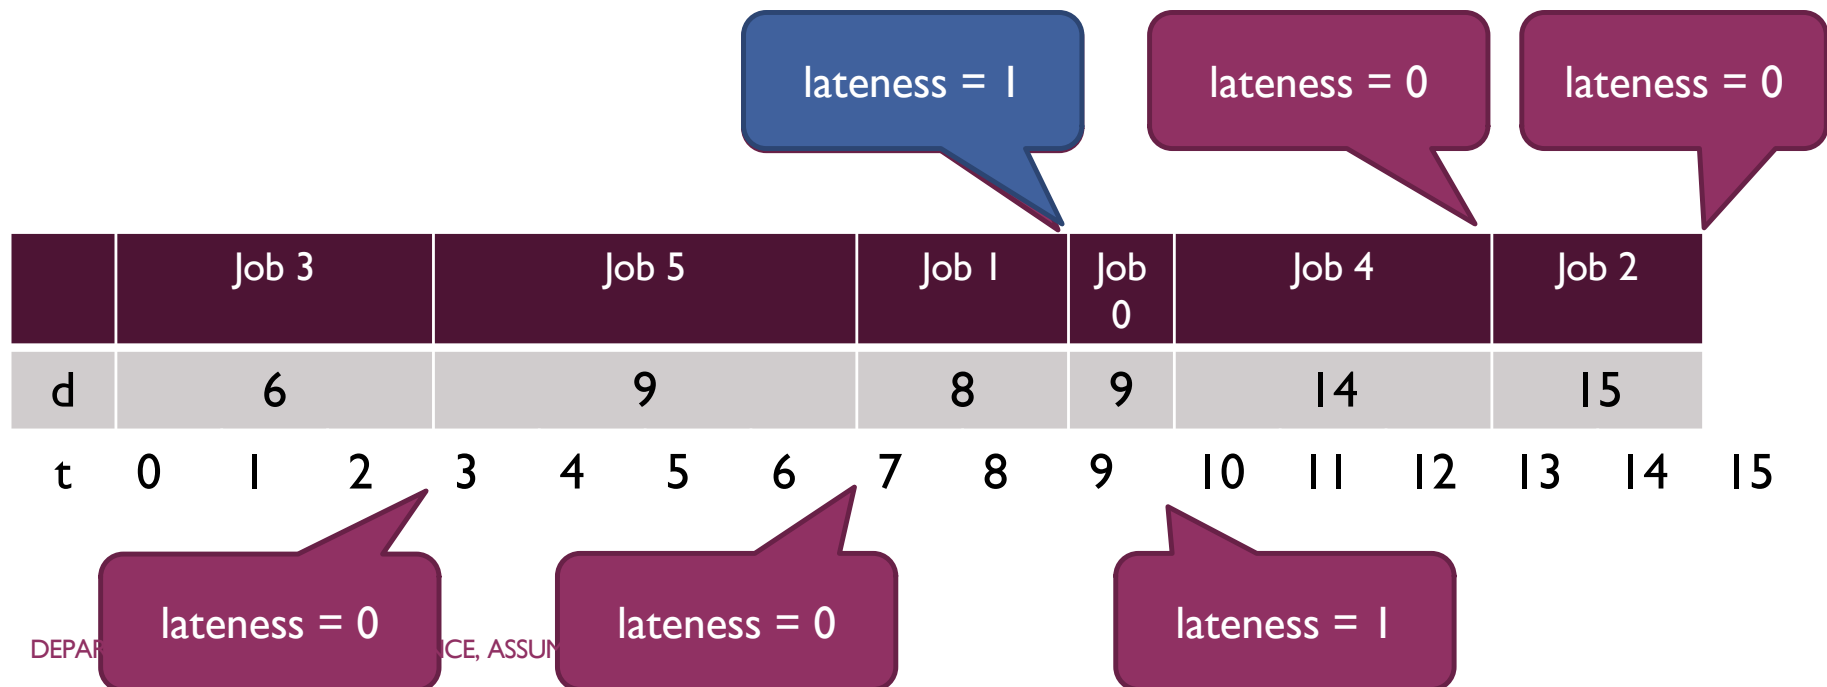 lateness = 1
lateness = 0
lateness = 0
Job 3 Job 5 Job 1 Job 0 Job 4 Job 2
d 6 9 8 9 14 15
t 0 1 2 3 4 5 6 7 8 9 10 11 12 13 14 15
lateness = 0
lateness = 0
lateness = 1